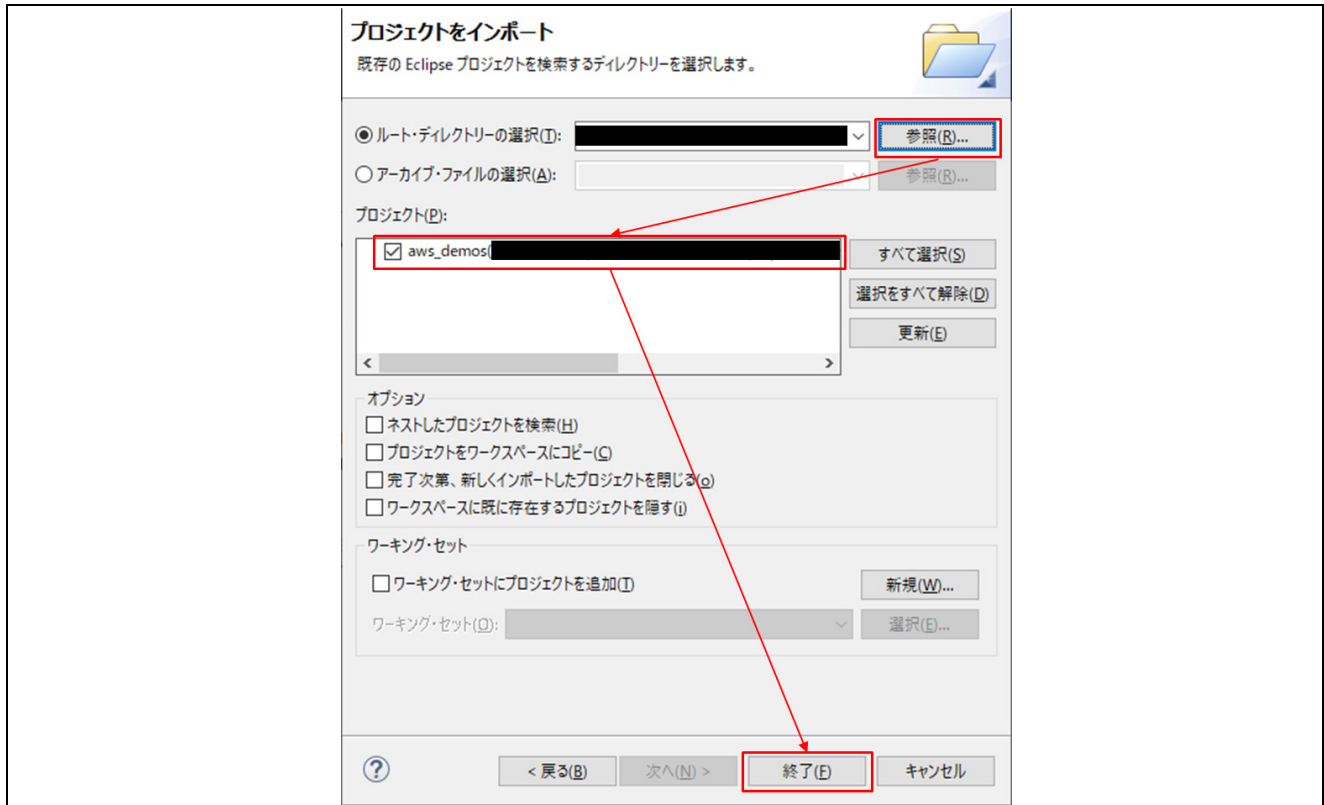 プロジェクトをインポート
既存の Eclipse プロジェクトを検索するディレクトリーを選択します。
ルート・ディレクトリーの選択(T):
参照(R)...
アーカイブ・ファイルの選択(A):
参照(R)...
プロジェクト(P):
aws_demos(
すべて選択(S)
選択をすべて解除(D)
更新(E)
オプション
ネストしたプロジェクトを検索(H)
プロジェクトをワークスペースにコピー(C)
完了次第、新しくインポートしたプロジェクトを閉じる(o)
ワークスペースに既に存在するプロジェクトを隠す(i)
ワーキング・セット
ワーキング・セットにプロジェクトを追加(T)
新規(W)...
ワーキング・セット(O):
選択(E)...
?
< 戻る(B)
次へ(N) >
終了(F)
キャンセル